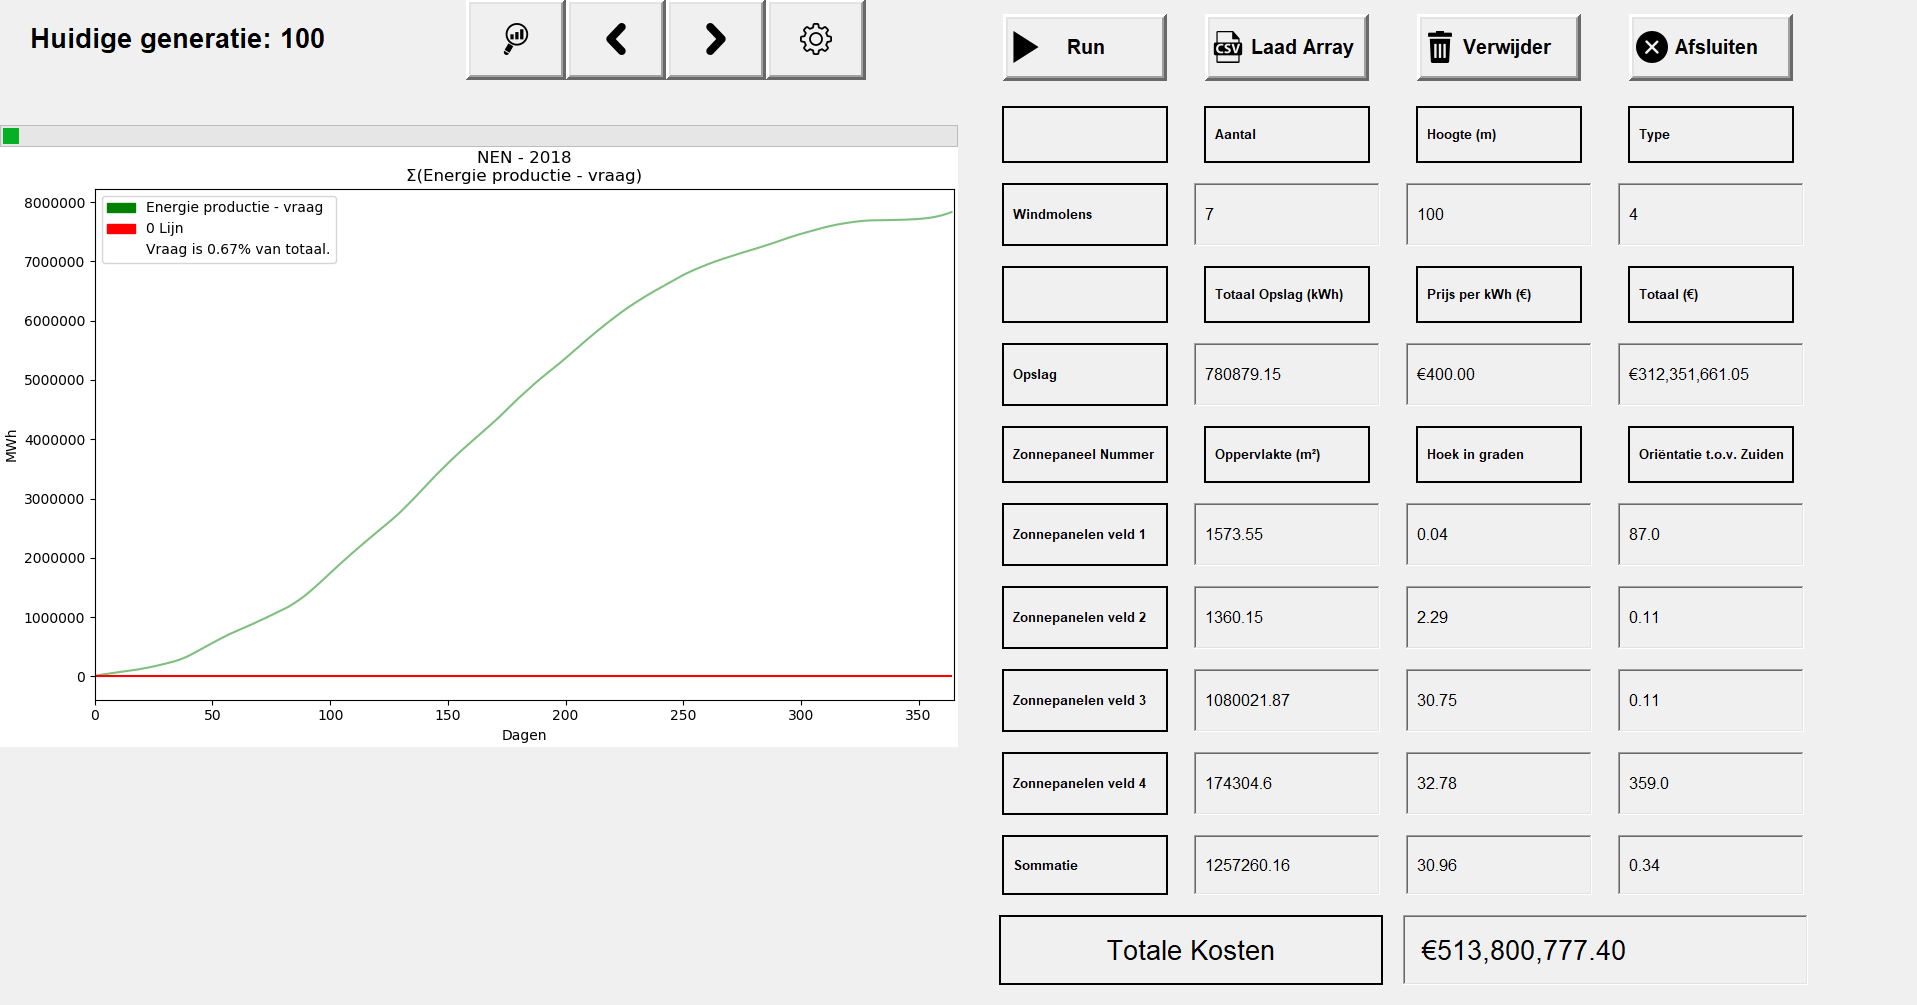 Huidige generatie: 100
Run
CSV
Laad Array
Verwijder
Afsluiten
NEN - 2018
Σ(Energie productie - vraag)
Energie productie - vraag
0 Lijn
Vraag is 0.67% van totaal.
8000000
7000000
6000000
5000000
4000000
3000000
2000000
1000000
0
MWh
0 50 100 150 200 250 300 350
Dagen
Aantal Hoogte (m) Type
Windmolens 7 100 4
Totaal Opslag (kWh) Prijs per kWh (€) Totaal (€)
Opslag 780879.15 €400.00 €312,351,661.05
Zonnepaneel Nummer Oppervlakte (m²) Hoek in graden Oriëntatie t.o.v. Zuiden
Zonnepanelen veld 1 1573.55 0.04 87.0
Zonnepanelen veld 2 1360.15 2.29 0.11
Zonnepanelen veld 3 1080021.87 30.75 0.11
Zonnepanelen veld 4 174304.6 32.78 359.0
Sommatie 1257260.16 30.96 0.34
Totale Kosten €513,800,777.40